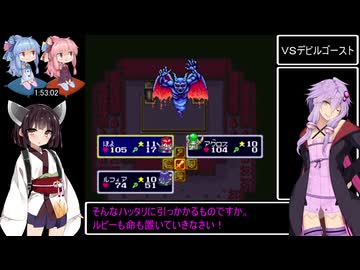 1:53:02
VSデビルゴースト
ほよ ★11
♥105 ♦17
アウロス ★10
♥104 ♦0
ルフィア ★10
♥74 ♦51
そんなハッタリに引っかかるものですか。
ルビーも命も置いていきなさい！